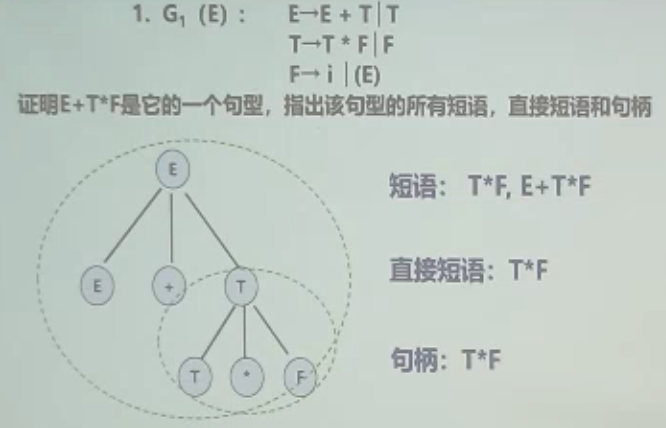 1. G₁ (E)： E→E + T|T
T→T * F|F
F→ i |(E)
证明E+T*F是它的一个句型，指出该句型的所有短语，直接短语和句柄
E
短语： T*F, E+T*F
E + T
直接短语：T*F
句柄：T*F
T * F